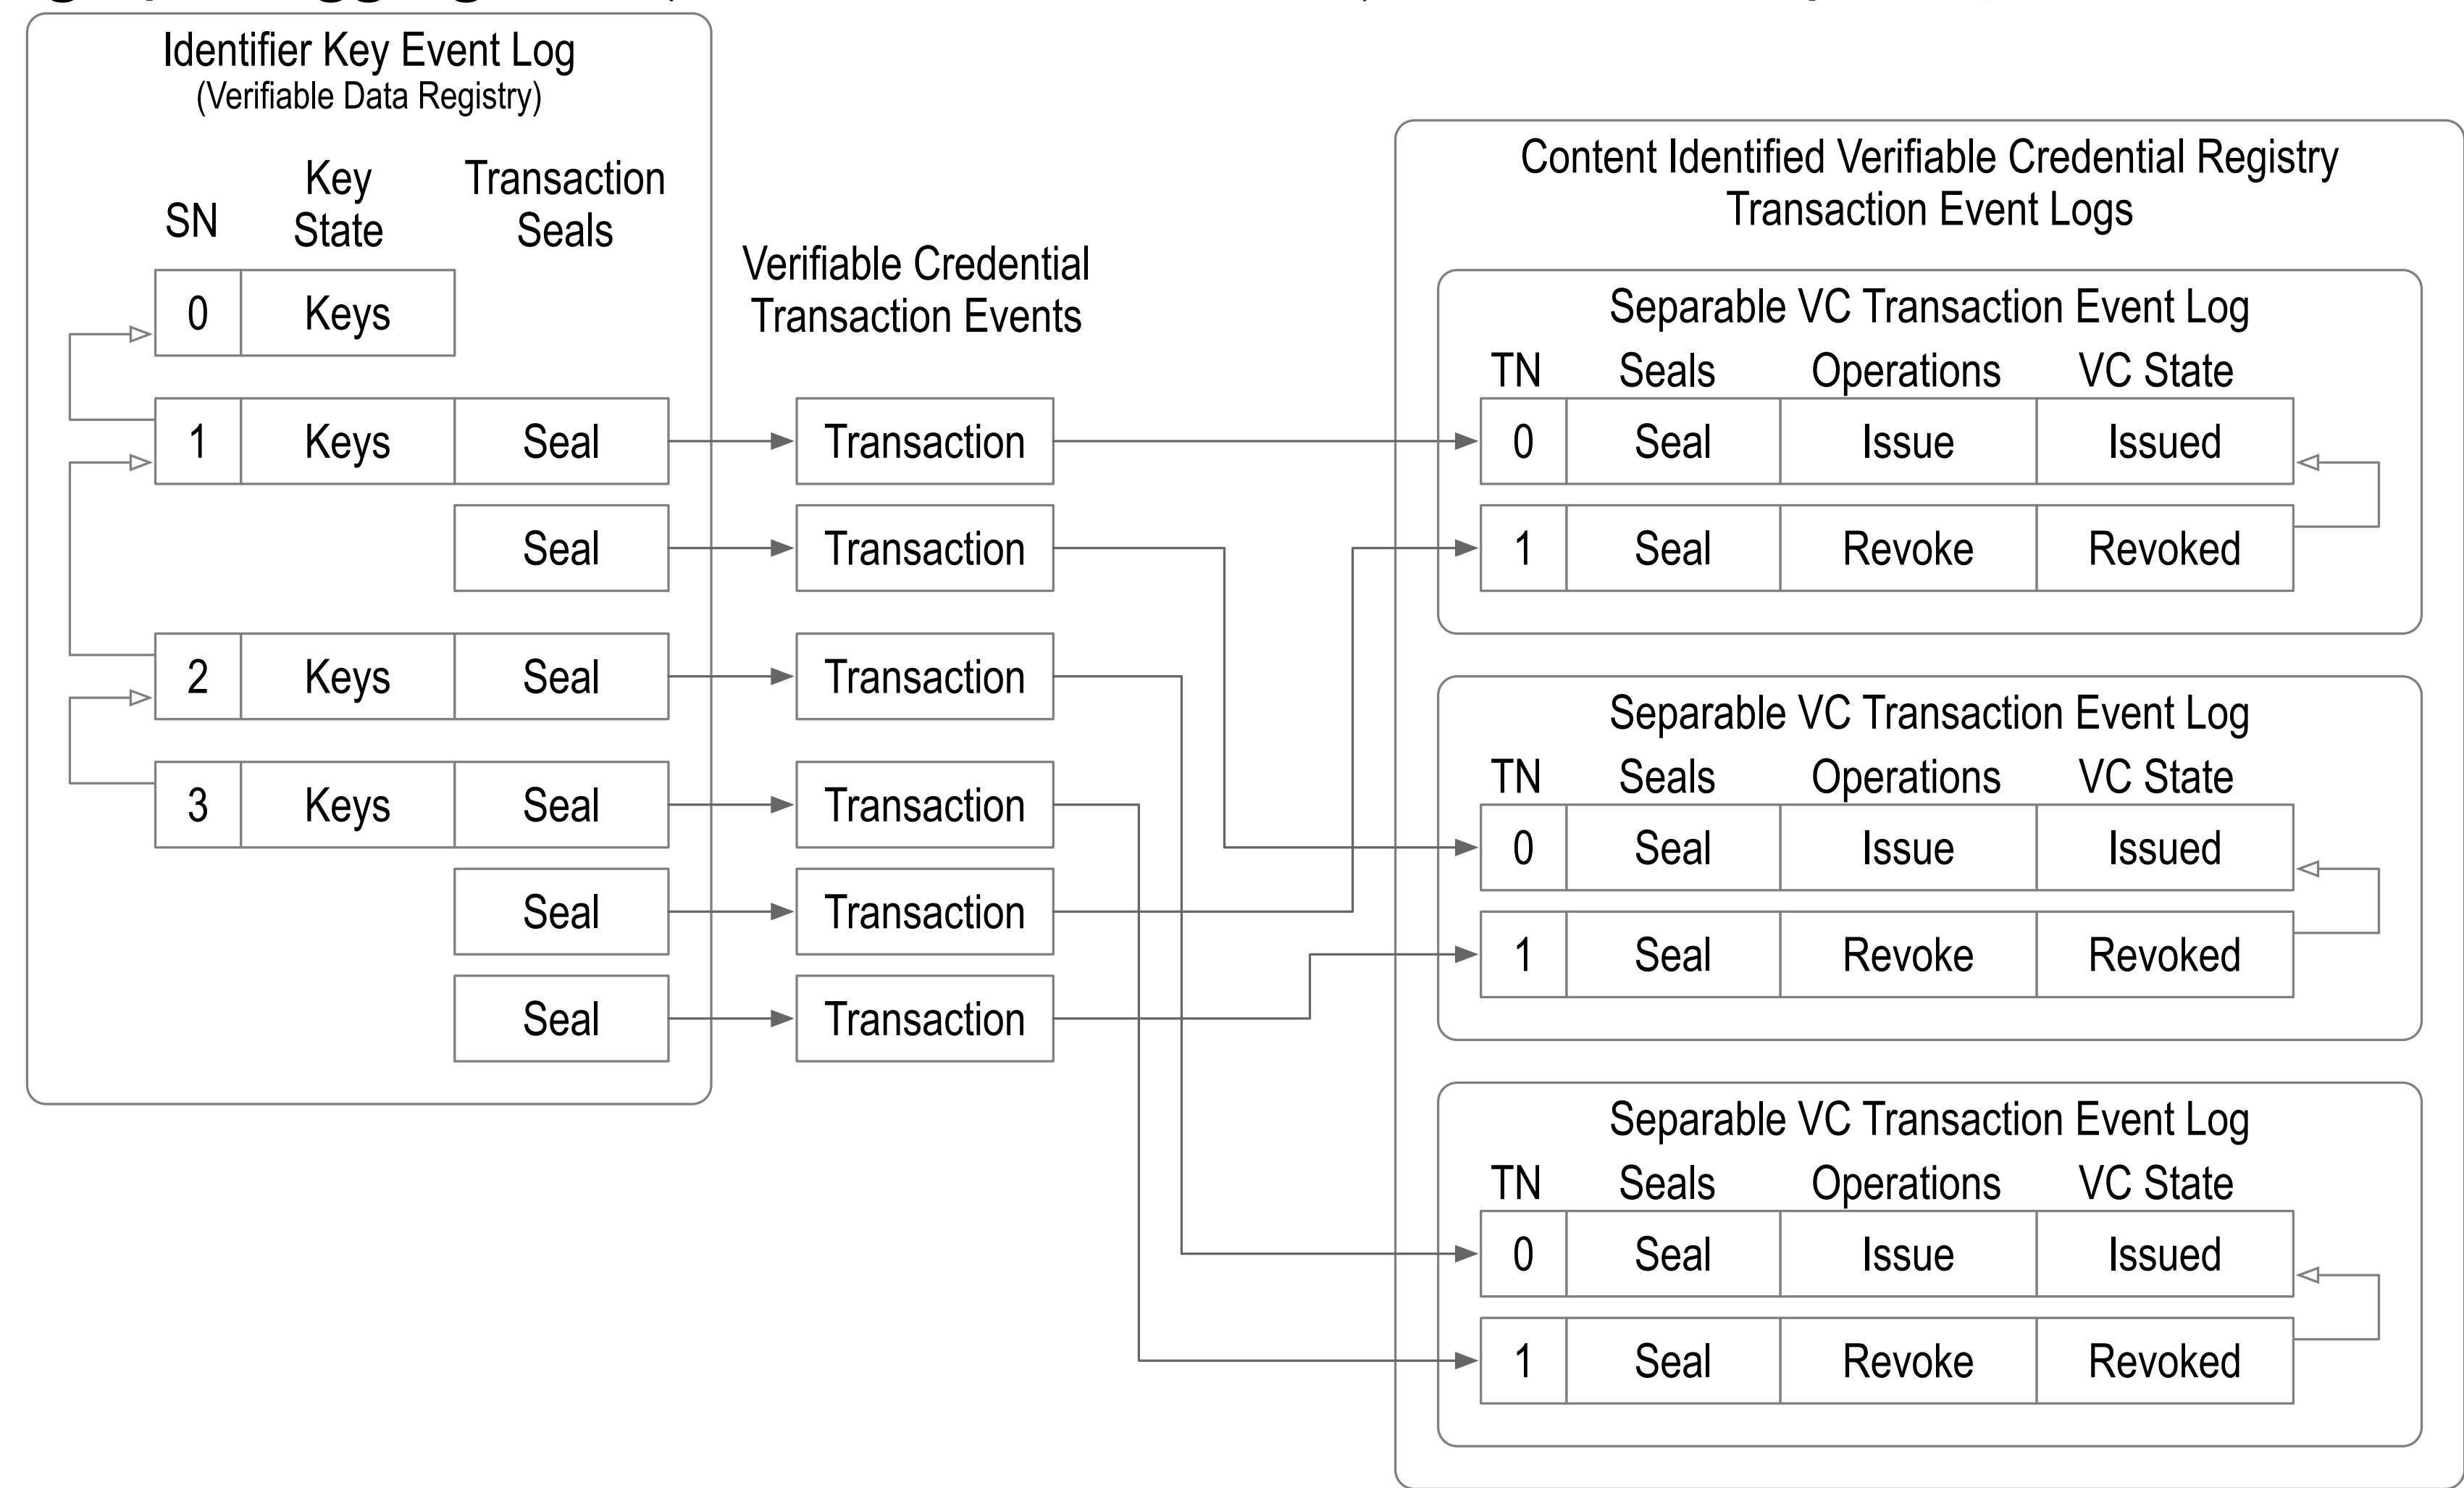 Identifier Key Event Log
(Verifiable Data Registry)
SN
Key
State
Transaction
Seals
0 Keys
1 Keys Seal
Seal
2 Keys Seal
3 Keys Seal
Seal
Seal
Verifiable Credential
Transaction Events
Transaction
Transaction
Transaction
Transaction
Transaction
Transaction
Content Identified Verifiable Credential Registry
Transaction Event Logs
Separable VC Transaction Event Log
TN Seals Operations VC State
0 Seal Issue Issued
1 Seal Revoke Revoked
Separable VC Transaction Event Log
TN Seals Operations VC State
0 Seal Issue Issued
1 Seal Revoke Revoked
Separable VC Transaction Event Log
TN Seals Operations VC State
0 Seal Issue Issued
1 Seal Revoke Revoked